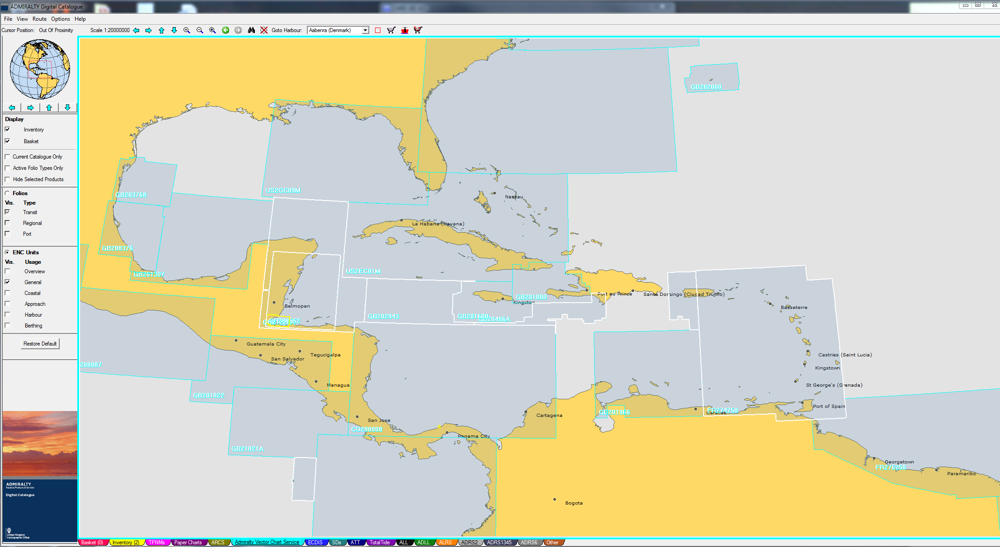 ADMIRALTY Digital Catalogue
File View Route Options Help
Cursor Position: Out Of Proximity Scale 1:20000000 Goto Harbour: Aabenra (Denmark)
Display
Inventory
Basket
Current Catalogue Only
Active Folio Types Only
Hide Selected Products
Folios
Vis. Type
Transit
Regional
Port
ENC Units
Vis. Usage
Overview
General
Coastal
Approach
Harbour
Berthing
Restore Default
ADMIRALTY
Nautical Products & Services
Digital Catalogue
United Kingdom
Hydrographic Office
GB282000
US2GC09M
GB203768
Nassau
La Habana (Havana)
GB200376
US2EC01M
GB261307
Port au Prince
Santo Domingo (Ciudad Trujillo)
GB281800
Kingston
Belmopan
Basseterre
GB202943
GB281600
GB20486A
Guatemala City
Tegucigalpa
San Salvador
Castries (Saint Lucia)
203087
Kingstown
Managua
St George's (Grenada)
GB201022
Port of Spain
GB201966
FR274750
Caracas
Cartagena
San Jose
CO200008
Panama City
GB21021A
Georgetown
FR276250
Paramaribo
Bogota
Basket (0) Inventory (2) TPNMs Paper Charts ARCS Admiralty Vector Chart Service ECDIS SDs ATT TotalTide ALL ADLL ALRS ADRS2 ADRS1345 ADRS6 Other